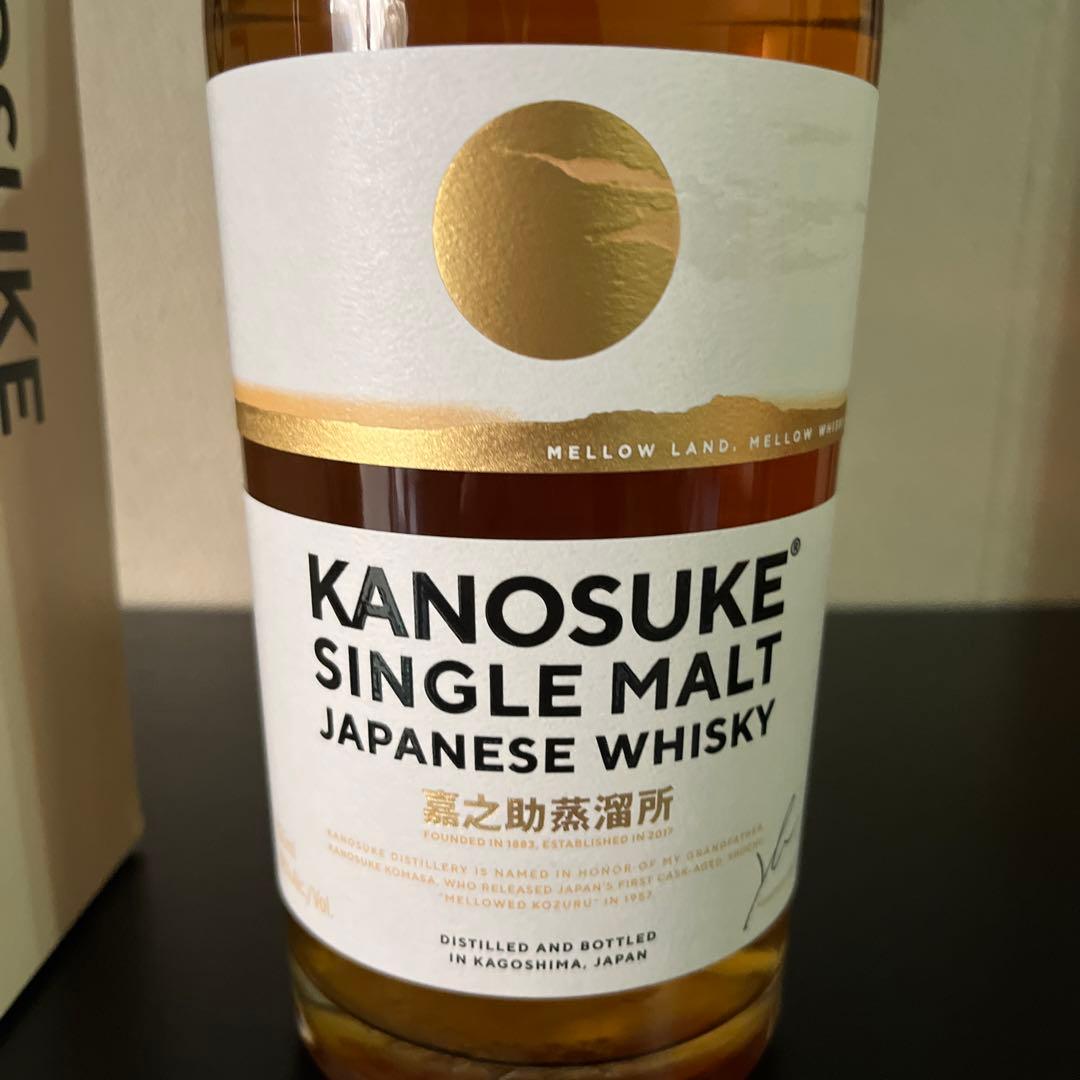 MELLOW LAND, MELLOW
KANOSUKE®
SINGLE MALT
JAPANESE WHISKY
嘉之助蒸溜所
FOUNDED IN 1883, ESTABLISHED IN 2017
KANOSUKE DISTILLERY IS NAMED IN HONOR OF MY GRANDFATHER
KANOSUKE KOMASA, WHO RELEASED JAPAN'S FIRST CASK-AGED SHOCHU
"MELLOWED KOZURU" IN 1957
DISTILLED AND BOTTLED
IN KAGOSHIMA, JAPAN